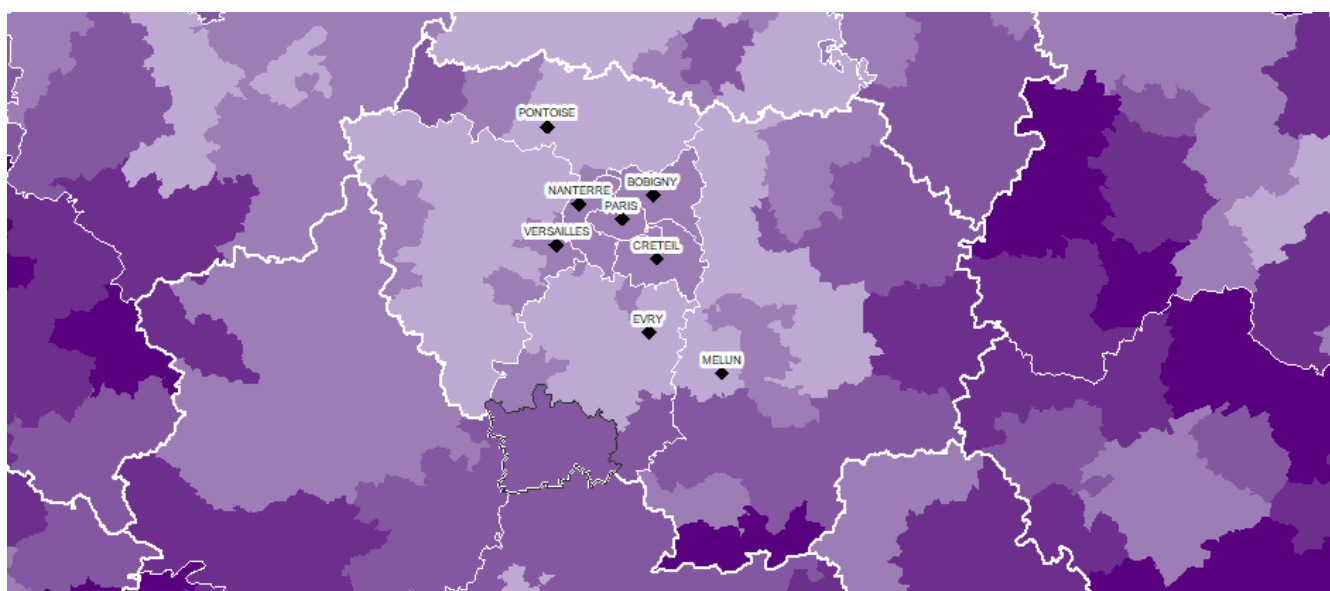 PONTOISE
BOBIGNY
NANTERRE
PARIS
VERSAILLES
CRETEIL
EVRY
MELUN